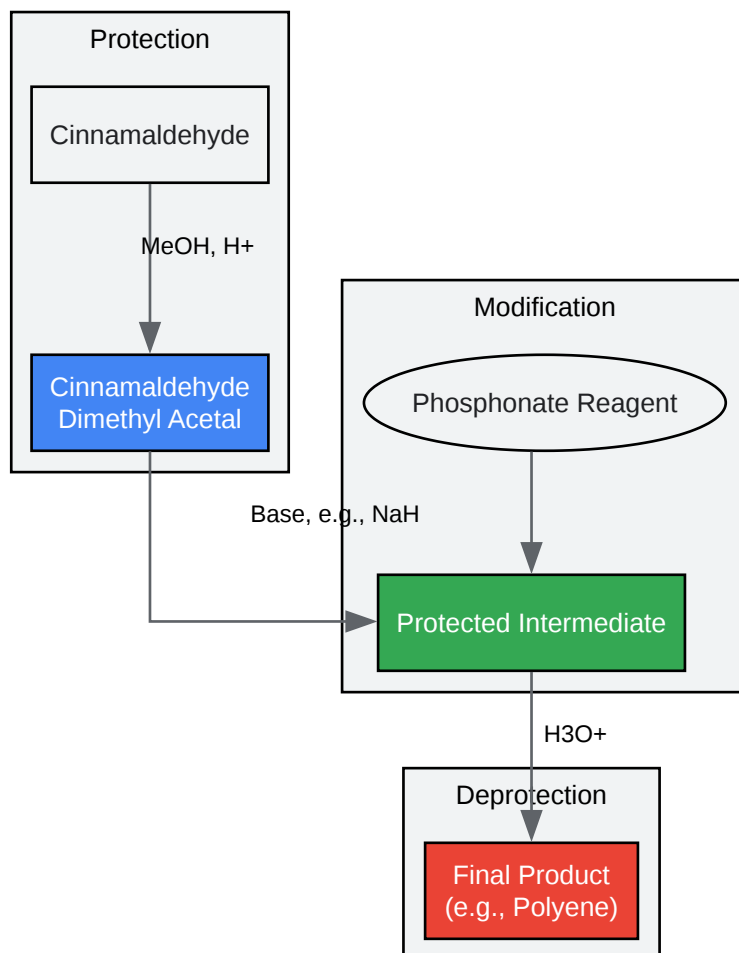 Protection
Cinnamaldehyde
MeOH, H+
Cinnamaldehyde
Dimethyl Acetal
Modification
Phosphonate Reagent
Base, e.g., NaH
Protected Intermediate
H3O+
Deprotection
Final Product
(e.g., Polyene)